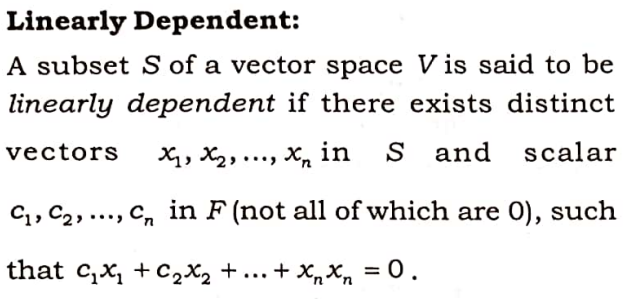 Linearly Dependent:
A subset S of a vector space V is said to be
linearly dependent if there exists distinct
vectors x₁, x₂, ..., xₙ in S and scalar
c₁, c₂, ..., cₙ in F (not all of which are 0), such
that c₁x₁ + c₂x₂ + ... + xₙxₙ = 0.